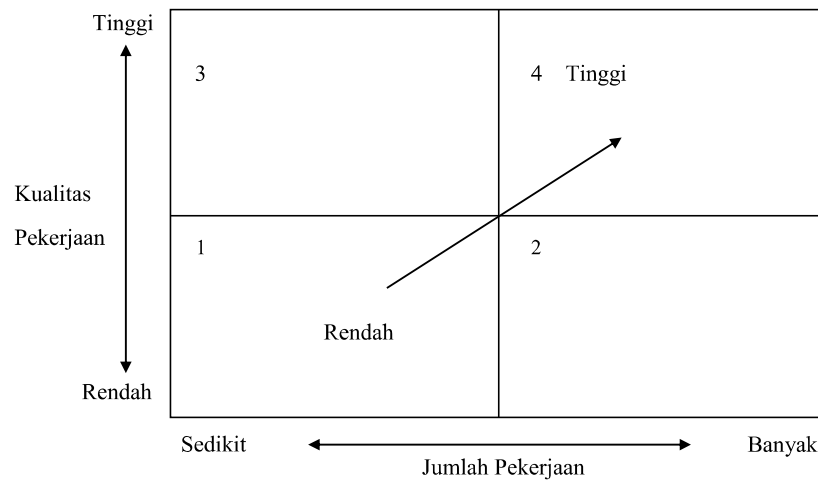 Tinggi
3
4 Tinggi
Kualitas
Pekerjaan
1
2
Rendah
Rendah
Sedikit
Banyak
Jumlah Pekerjaan